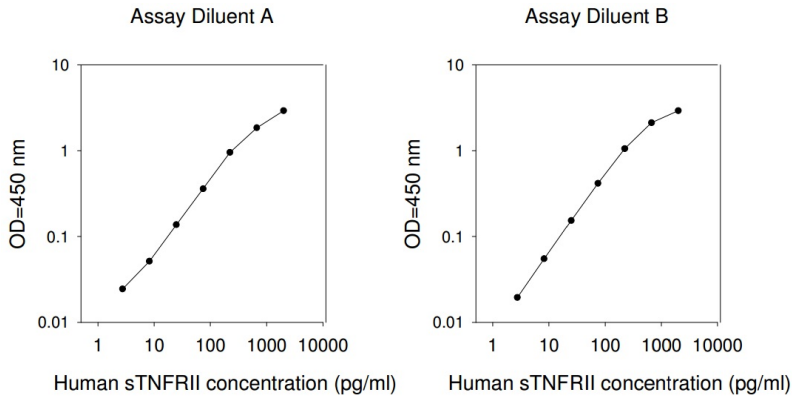 Assay Diluent A
10
1
0.1
0.01
OD=450 nm
1 10 100 1000 10000
Human sTNFRII concentration (pg/ml)
Assay Diluent B
10
1
0.1
0.01
OD=450 nm
1 10 100 1000 10000
Human sTNFRII concentration (pg/ml)